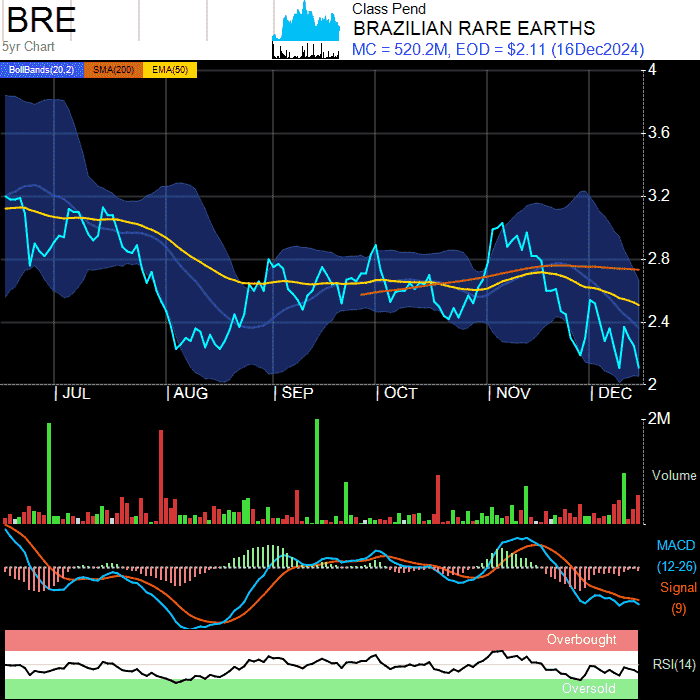 BRE
5yr Chart
Class Pend
BRAZILIAN RARE EARTHS
MC = 520.2M, EOD = $2.11 (16Dec2024)
BollBands(20,2) SMA(200) EMA(50)
4
3.6
3.2
2.8
2.4
2
| JUL | AUG | SEP | OCT | NOV | DEC
2M
Volume
MACD
(12-26)
Signal
(9)
Overbought
RSI(14)
Oversold